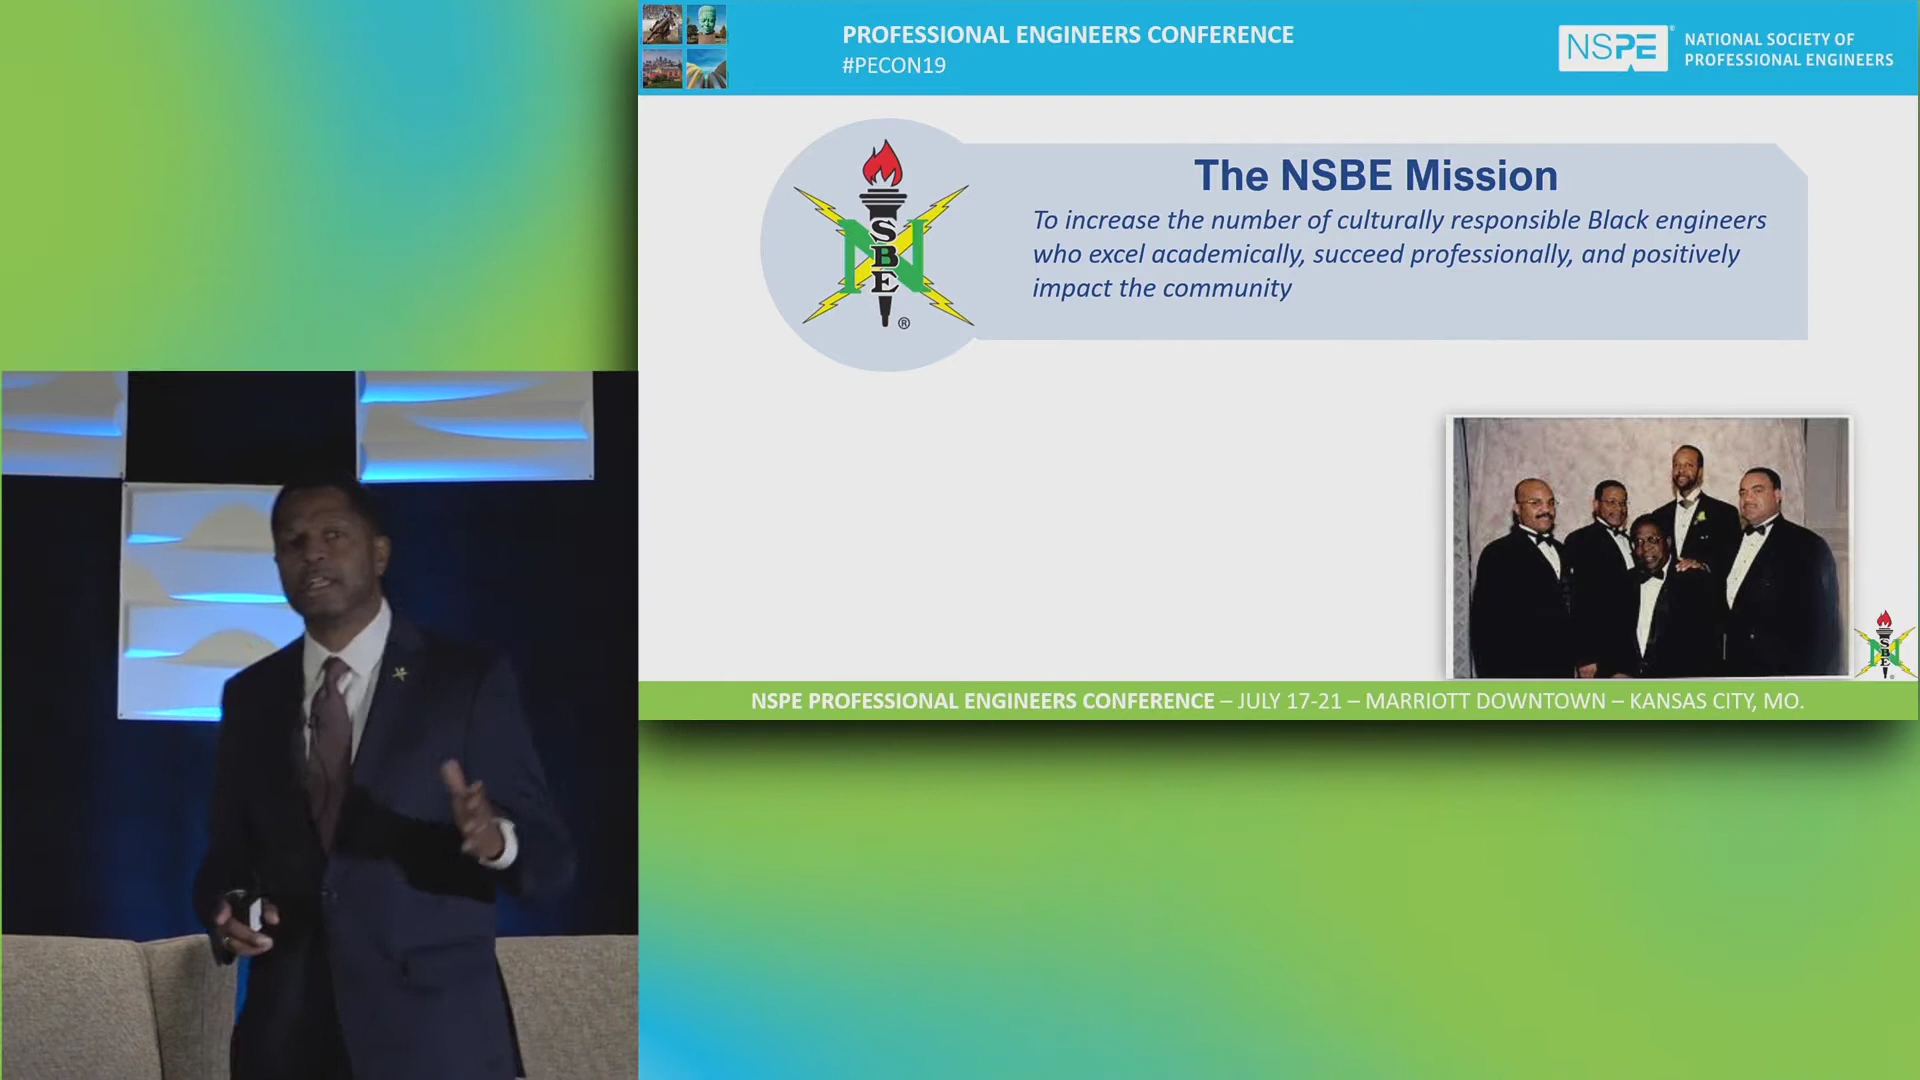 PROFESSIONAL ENGINEERS CONFERENCE
#PECON19
NSPE®
NATIONAL SOCIETY OF
PROFESSIONAL ENGINEERS
NSBE
®
The NSBE Mission
To increase the number of culturally responsible Black engineers
who excel academically, succeed professionally, and positively
impact the community
NSBE
NSPE PROFESSIONAL ENGINEERS CONFERENCE – JULY 17-21 – MARRIOTT DOWNTOWN – KANSAS CITY, MO.